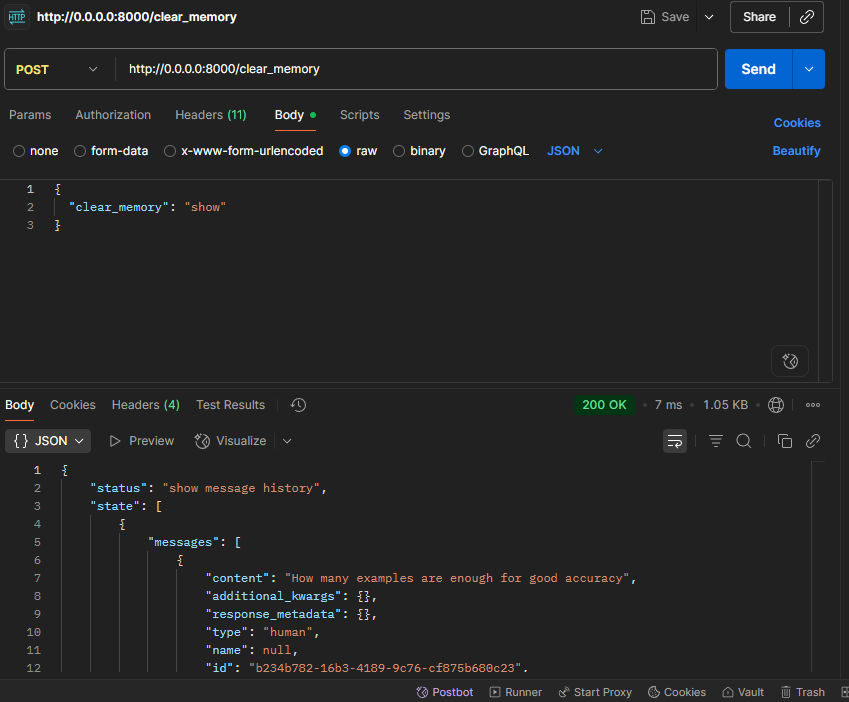 HTTP http://0.0.0.0:8000/clear_memory Save Share
POST http://0.0.0.0:8000/clear_memory Send
Params Authorization Headers (11) Body Scripts Settings Cookies
none form-data x-www-form-urlencoded raw binary GraphQL JSON Beautify
1 {
2 "clear_memory": "show"
3 }
Body Cookies Headers (4) Test Results 200 OK • 7 ms • 1.05 KB •
{} JSON Preview Visualize
1 {
2 "status": "show message history",
3 "state": [
4 {
5 "messages": [
6 {
7 "content": "How many examples are enough for good accuracy",
8 "additional_kwargs": {},
9 "response_metadata": {},
10 "type": "human",
11 "name": null,
12 "id": "b234b782-16b3-4189-9c76-cf875b680c23",
Postbot Runner Start Proxy Cookies Vault Trash